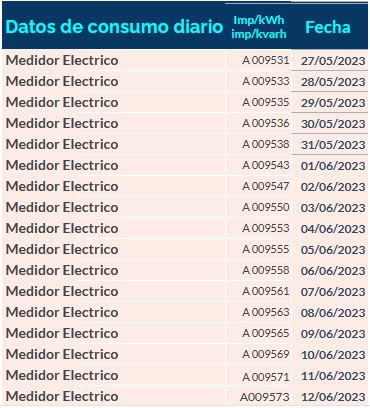 Datos de consumo diario Imp/kWh imp/kvarh Fecha
Medidor Electrico A 009531 27/05/2023
Medidor Electrico A 009533 28/05/2023
Medidor Electrico A 009535 29/05/2023
Medidor Electrico A 009536 30/05/2023
Medidor Electrico A 009538 31/05/2023
Medidor Electrico A 009543 01/06/2023
Medidor Electrico A 009547 02/06/2023
Medidor Electrico A 009550 03/06/2023
Medidor Electrico A 009553 04/06/2023
Medidor Electrico A 009555 05/06/2023
Medidor Electrico A 009558 06/06/2023
Medidor Electrico A 009561 07/06/2023
Medidor Electrico A 009563 08/06/2023
Medidor Electrico A 009565 09/06/2023
Medidor Electrico A 009569 10/06/2023
Medidor Electrico A 009571 11/06/2023
Medidor Electrico A009573 12/06/2023